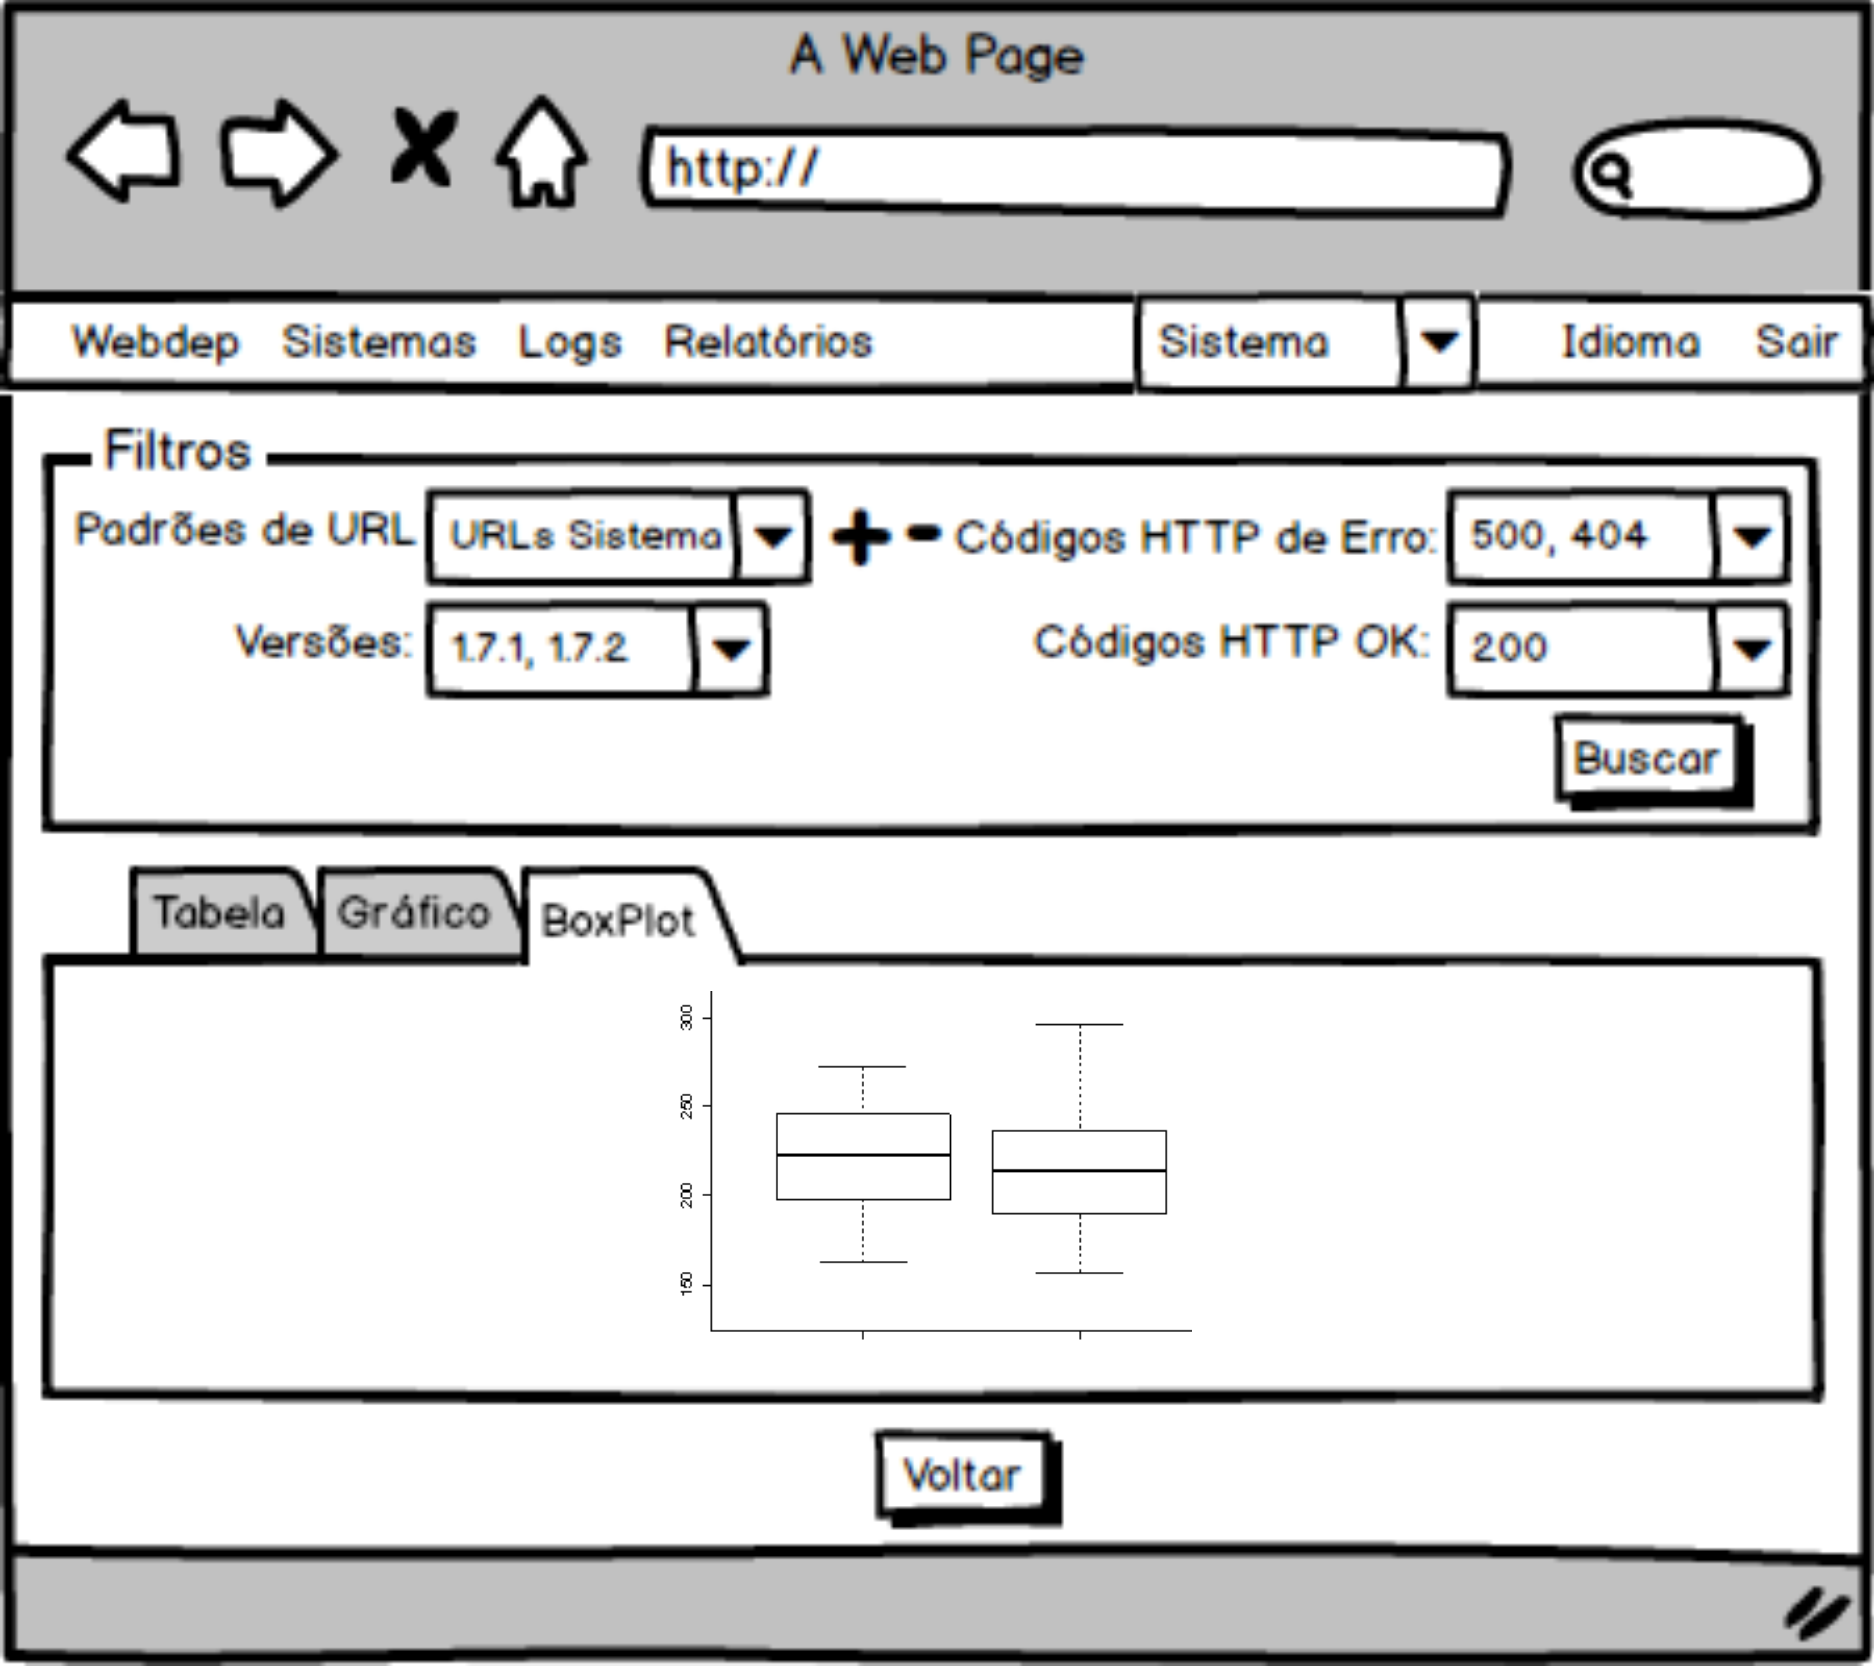 A Web Page
http://
Webdep Sistemas Logs Relatórios Sistema Idioma Sair
Filtros
Padrões de URL URLs Sistema Códigos HTTP de Erro: 500, 404
Versões: 1.7.1, 1.7.2 Códigos HTTP OK: 200
Buscar
Tabela Gráfico BoxPlot
300
250
200
150
Voltar